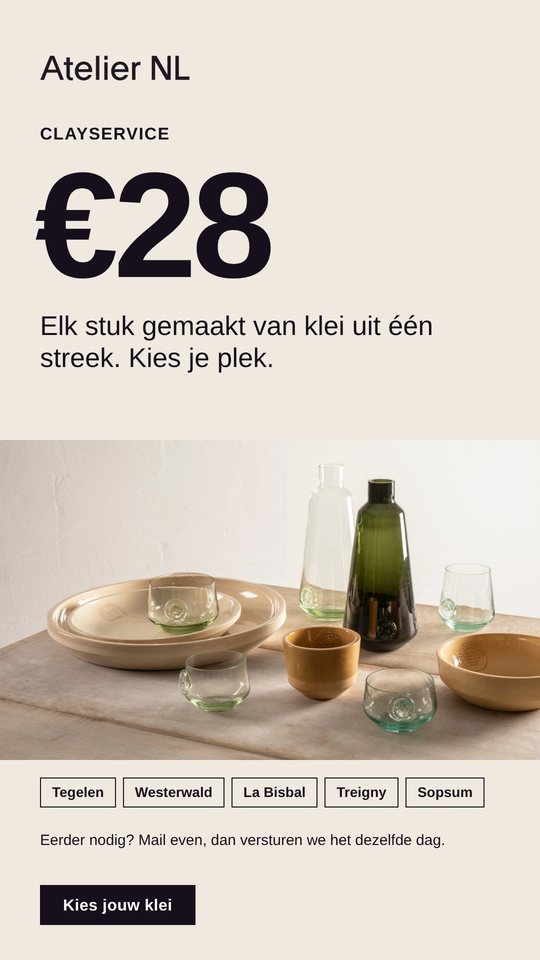 Atelier NL
CLAYSERVICE
€28
Elk stuk gemaakt van klei uit één
streek. Kies je plek.
Tegelen
Westerwald
La Bisbal
Treigny
Sopsum
Eerder nodig? Mail even, dan versturen we het dezelfde dag.
Kies jouw klei